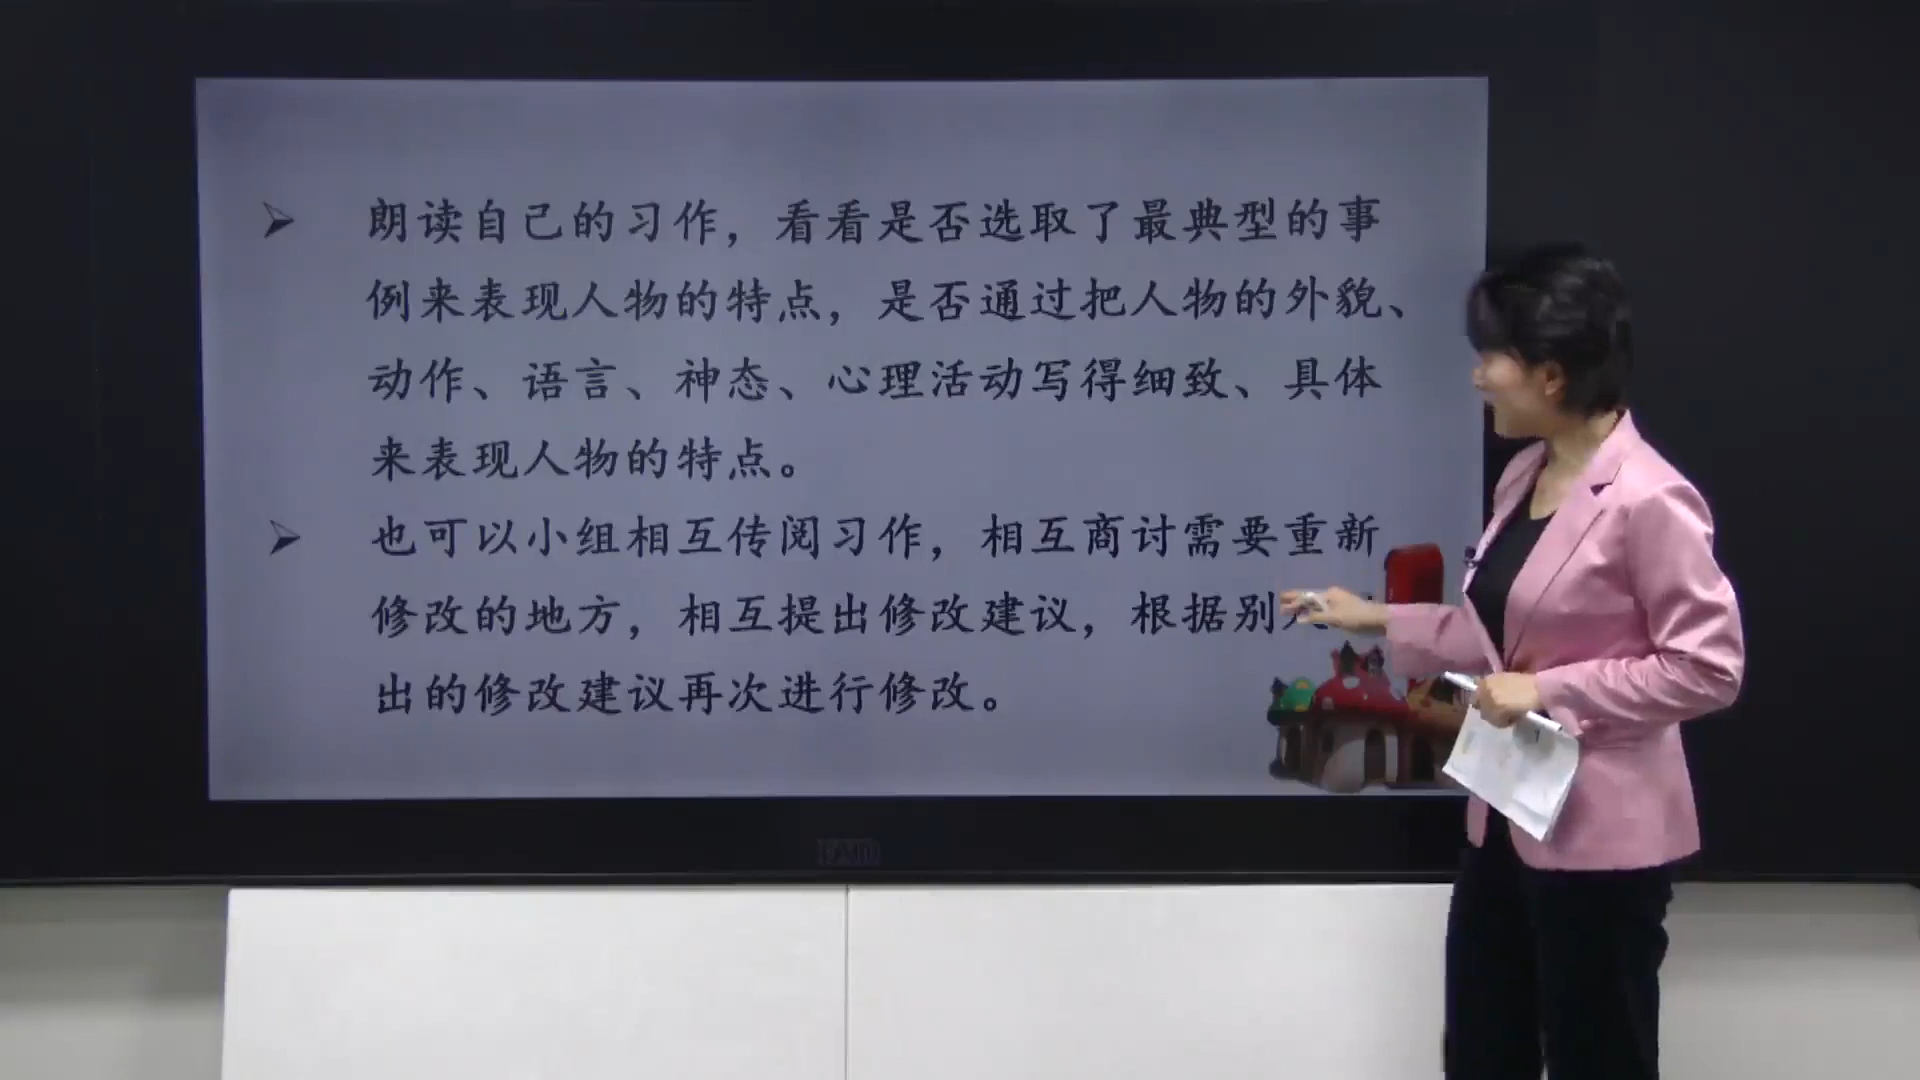 朗读自己的习作，看看是否选取了最典型的事
例来表现人物的特点，是否通过把人物的外貌、
动作、语言、神态、心理活动写得细致、具体
来表现人物的特点。
也可以小组相互传阅习作，相互商讨需要重新
修改的地方，相互提出修改建议，根据别
出的修改建议再次进行修改。